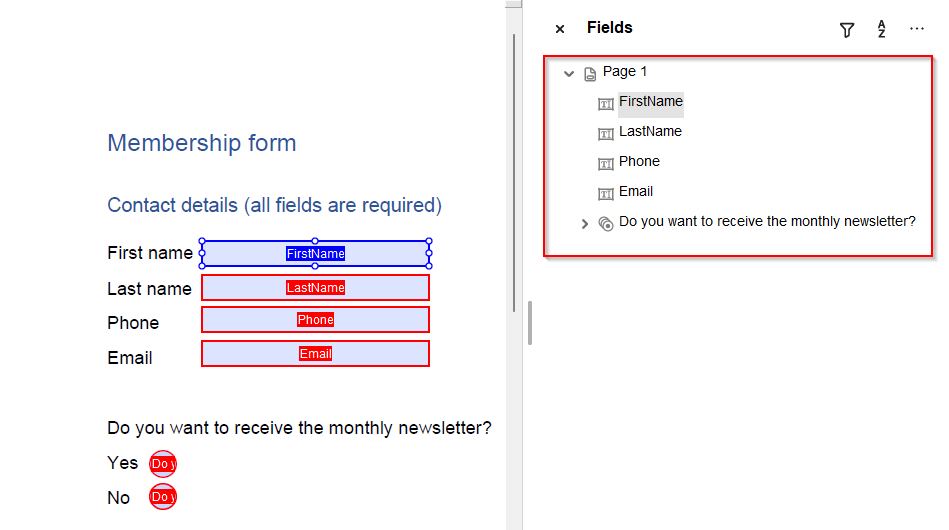 Membership form
Contact details (all fields are required)
First name FirstName
Last name LastName
Phone Phone
Email Email
Do you want to receive the monthly newsletter?
Yes Do y
No Do y
Fields
A
Z
Page 1
FirstName
LastName
Phone
Email
Do you want to receive the monthly newsletter?